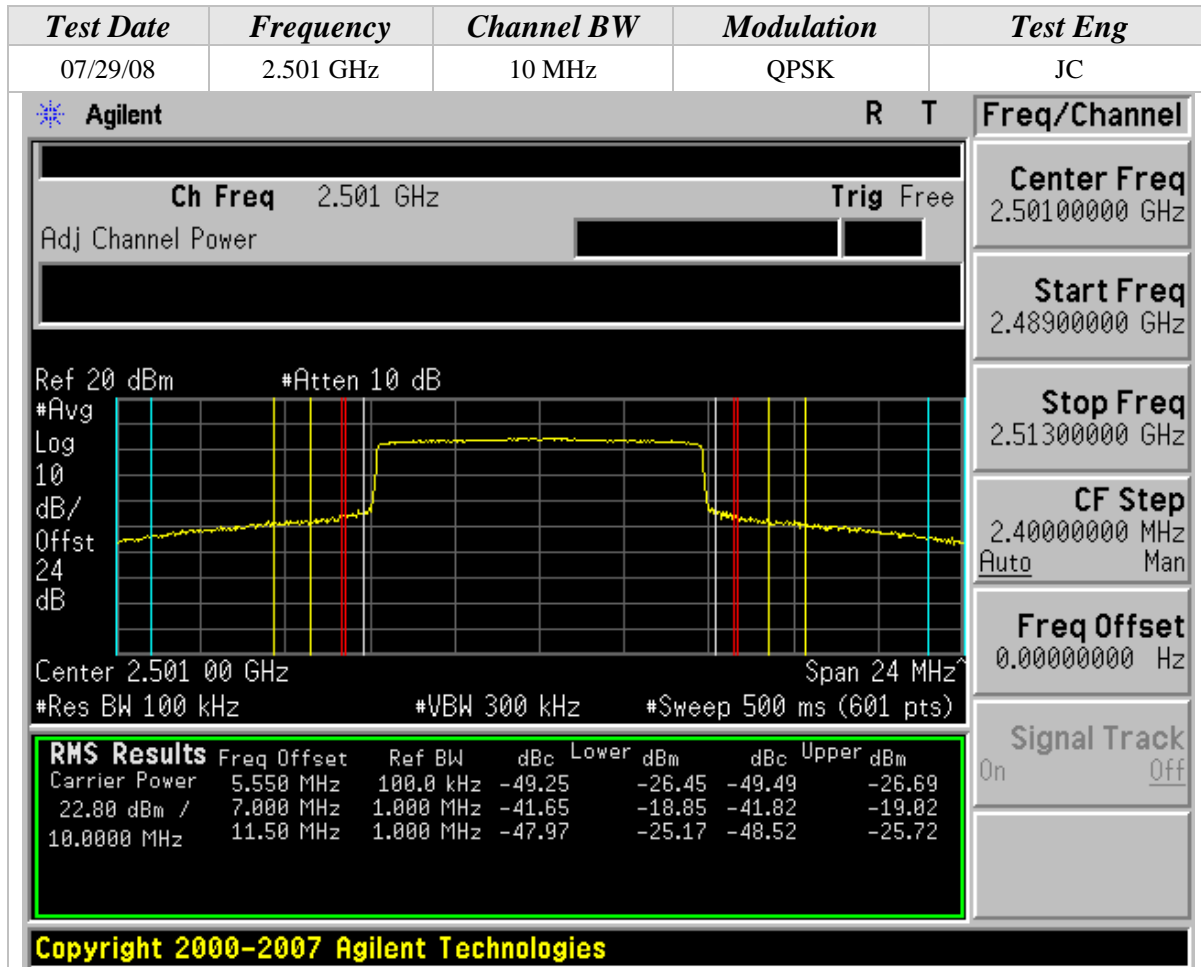 Test Date Frequency Channel BW Modulation Test Eng
07/29/08 2.501 GHz 10 MHz QPSK JC
Agilent R T Freq/Channel
Ch Freq 2.501 GHz Trig Free
Adj Channel Power
Center Freq
2.50100000 GHz
Start Freq
2.48900000 GHz
Stop Freq
2.51300000 GHz
CF Step
2.40000000 MHz
Auto Man
Freq Offset
0.00000000 Hz
Signal Track
On Off
Ref 20 dBm #Atten 10 dB
#Avg
Log
10
dB/
Offst
24
dB
Center 2.501 00 GHz Span 24 MHz^
#Res BW 100 kHz #VBW 300 kHz #Sweep 500 ms (601 pts)
RMS Results Freq Offset Ref BW dBc Lower dBm dBc Upper dBm
Carrier Power 5.550 MHz 100.0 kHz -49.25 -26.45 -49.49 -26.69
22.80 dBm / 7.000 MHz 1.000 MHz -41.65 -18.85 -41.82 -19.02
10.0000 MHz 11.50 MHz 1.000 MHz -47.97 -25.17 -48.52 -25.72
Copyright 2000-2007 Agilent Technologies